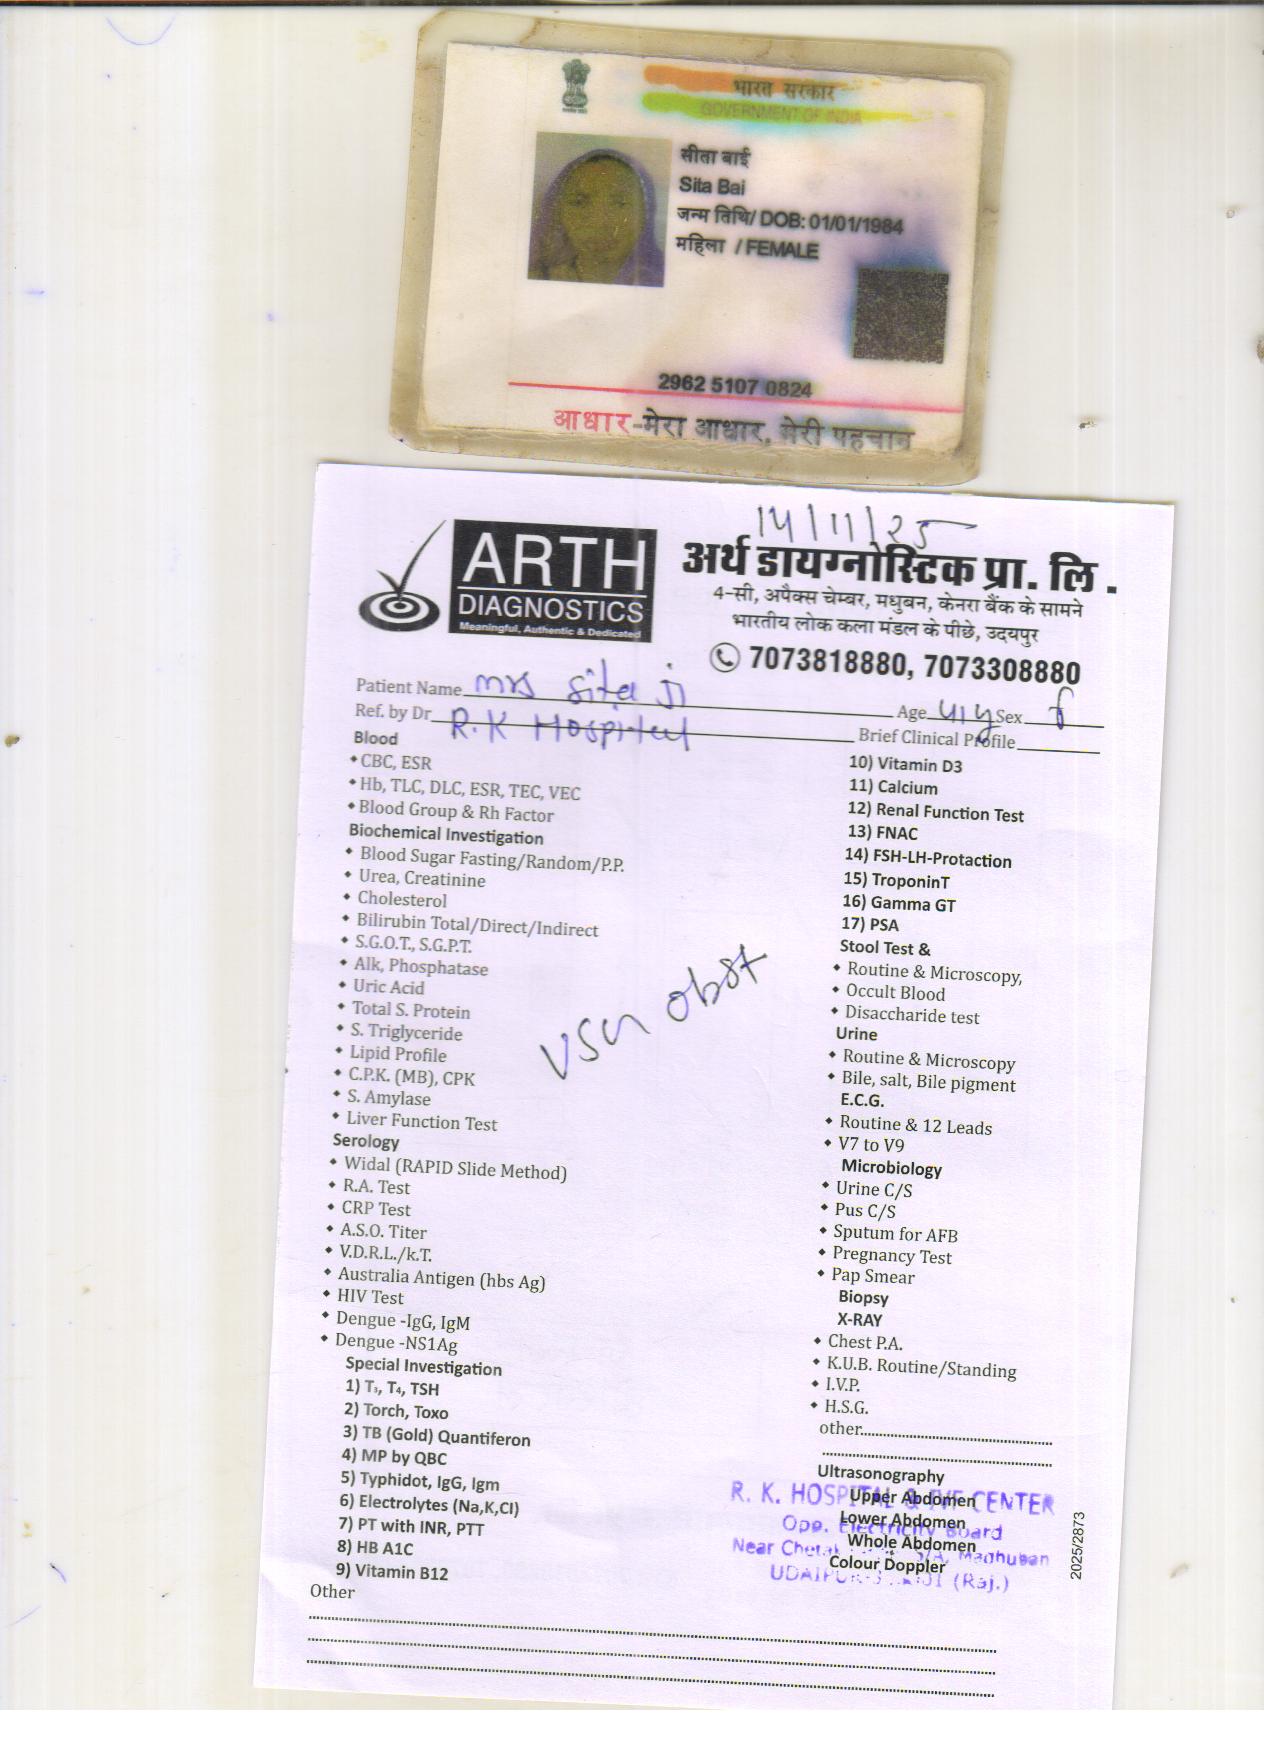 भारत सरकार
GOVERNMENT OF INDIA
सीता बाई
Sita Bai
जन्म तिथि/ DOB: 01/01/1984
महिला / FEMALE
2962 5107 0824
आधार-मेरा आधार, मेरी पहचान
14/11/25
ARTH
DIAGNOSTICS
Meaningful, Authentic & Dedicated
अर्थ डायग्नोस्टिक प्रा. लि.
4-सी, अपैक्स चेम्बर, मधुबन, केनरा बैंक के सामने
भारतीय लोक कला मंडल के पीछे, उदयपुर
7073818880, 7073308880
Patient Name mrs Sita Ji Age 41y Sex f
Ref. by Dr R.K Hospital Brief Clinical Profile
Blood
CBC, ESR
Hb, TLC, DLC, ESR, TEC, VEC
Blood Group & Rh Factor
Biochemical Investigation
Blood Sugar Fasting/Random/P.P.
Urea, Creatinine
Cholesterol
Bilirubin Total/Direct/Indirect
S.G.O.T., S.G.P.T.
Alk, Phosphatase
Uric Acid
Total S. Protein
S. Triglyceride
Lipid Profile
C.P.K. (MB), CPK
S. Amylase
Liver Function Test
Serology
Widal (RAPID Slide Method)
R.A. Test
CRP Test
A.S.O. Titer
V.D.R.L./k.T.
Australia Antigen (hbs Ag)
HIV Test
Dengue -IgG, IgM
Dengue -NS1Ag
Special Investigation
1) T₃, T₄, TSH
2) Torch, Toxo
3) TB (Gold) Quantiferon
4) MP by QBC
5) Typhidot, IgG, Igm
6) Electrolytes (Na,K,Cl)
7) PT with INR, PTT
8) HB A1C
9) Vitamin B12
Other
10) Vitamin D3
11) Calcium
12) Renal Function Test
13) FNAC
14) FSH-LH-Protaction
15) TroponinT
16) Gamma GT
17) PSA
Stool Test &
Routine & Microscopy,
Occult Blood
Disaccharide test
Urine
Routine & Microscopy
Bile, salt, Bile pigment
E.C.G.
Routine & 12 Leads
V7 to V9
Microbiology
Urine C/S
Pus C/S
Sputum for AFB
Pregnancy Test
Pap Smear
Biopsy
X-RAY
Chest P.A.
K.U.B. Routine/Standing
I.V.P.
H.S.G.
other
Ultrasonography
Upper Abdomen
Lower Abdomen
Whole Abdomen
Colour Doppler
R. K. HOSPITAL & IVF CENTER
Opp. Electricity Board
Near Madhuban
UDAIPUR (Raj.)
2025/2873